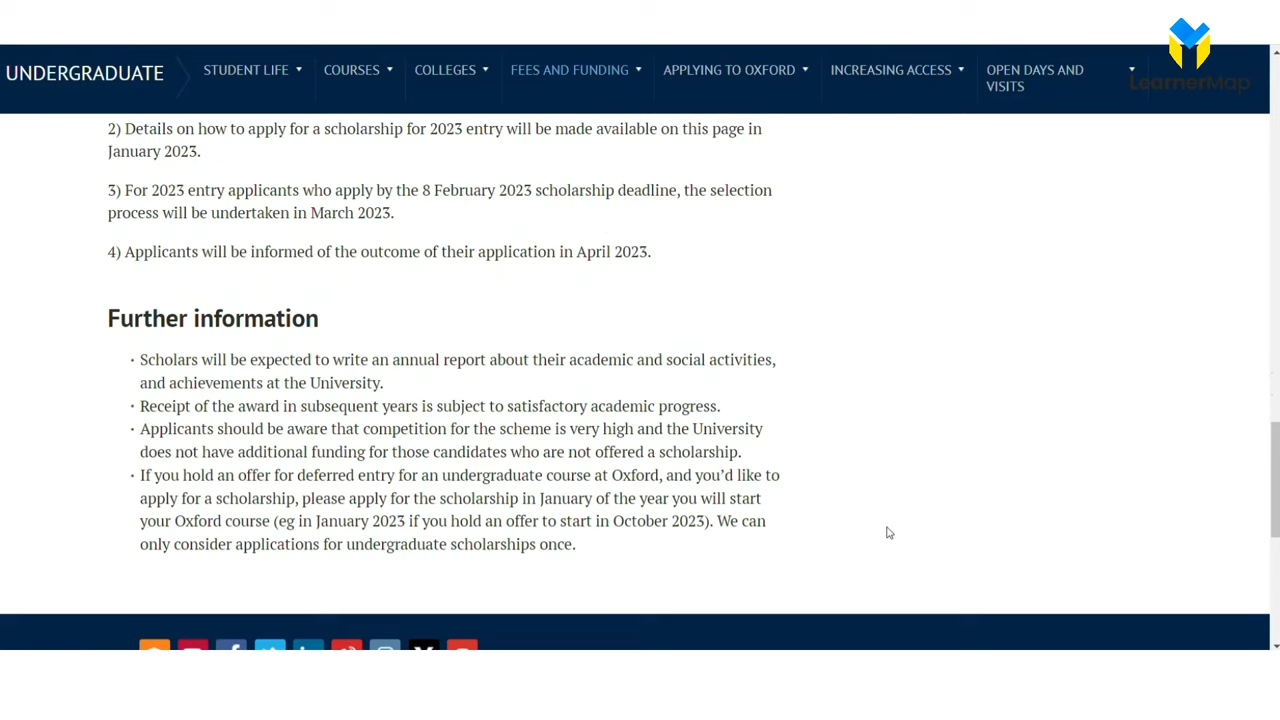 UNDERGRADUATE
STUDENT LIFE
COURSES
COLLEGES
FEES AND FUNDING
APPLYING TO OXFORD
INCREASING ACCESS
OPEN DAYS AND
VISITS
LearnerMap
2) Details on how to apply for a scholarship for 2023 entry will be made available on this page in
January 2023.
3) For 2023 entry applicants who apply by the 8 February 2023 scholarship deadline, the selection
process will be undertaken in March 2023.
4) Applicants will be informed of the outcome of their application in April 2023.
Further information
· Scholars will be expected to write an annual report about their academic and social activities,
and achievements at the University.
· Receipt of the award in subsequent years is subject to satisfactory academic progress.
· Applicants should be aware that competition for the scheme is very high and the University
does not have additional funding for those candidates who are not offered a scholarship.
· If you hold an offer for deferred entry for an undergraduate course at Oxford, and you’d like to
apply for a scholarship, please apply for the scholarship in January of the year you will start
your Oxford course (eg in January 2023 if you hold an offer to start in October 2023). We can
only consider applications for undergraduate scholarships once.